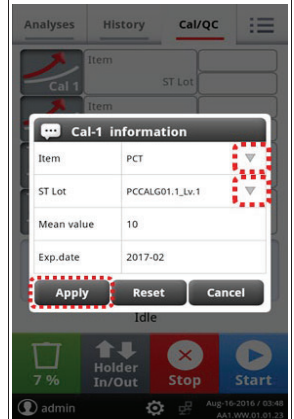 Analyses History Cal/QC
Item
Cal 1 ST Lot
Item
Cal-1 information
Item PCT
ST Lot PCCALG01.1_Lv.1
Mean value 10
Exp.date 2017-02
Apply Reset Cancel
Idle
7 % Holder In/Out Stop Start
admin Aug-16-2016 / 03:48
AA1.WW.01.01.23